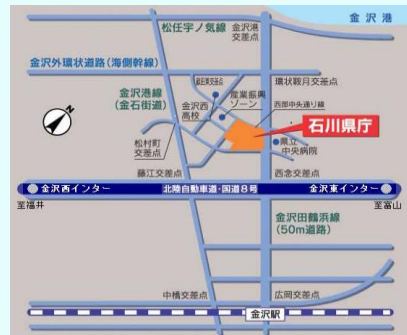 金沢港
松任宇ノ気線
金沢港
交差点
金沢外環状道路(海側幹線)
環状畝田交差点
金沢港線
(金石街道)
金沢西
高校
産業振興
ゾーン
西部中央通り線
石川県庁
県立
中央病院
松村町
交差点
藤江交差点
西念交差点
金沢西インター
北陸自動車道・国道8号
金沢東インター
至福井
至富山
金沢田鶴浜線
(50m道路)
中橋交差点
広岡交差点
金沢駅